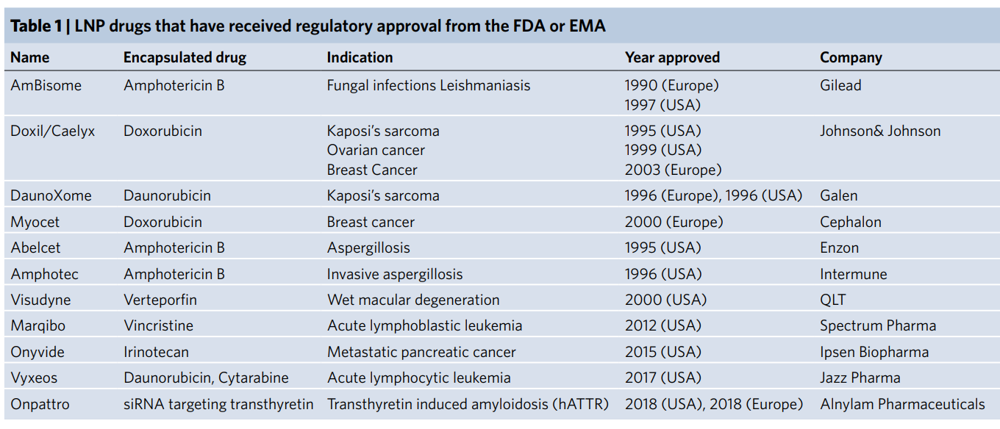 Table 1 | LNP drugs that have received regulatory approval from the FDA or EMA
Name Encapsulated drug Indication Year approved Company
AmBisome Amphotericin B Fungal infections Leishmaniasis 1990 (Europe) Gilead
1997 (USA)
Doxil/Caelyx Doxorubicin Kaposi's sarcoma 1995 (USA) Johnson& Johnson
Ovarian cancer 1999 (USA)
Breast Cancer 2003 (Europe)
DaunoXome Daunorubicin Kaposi's sarcoma 1996 (Europe), 1996 (USA) Galen
Myocet Doxorubicin Breast cancer 2000 (Europe) Cephalon
Abelcet Amphotericin B Aspergillosis 1995 (USA) Enzon
Amphotec Amphotericin B Invasive aspergillosis 1996 (USA) Intermune
Visudyne Verteporfin Wet macular degeneration 2000 (USA) QLT
Marqibo Vincristine Acute lymphoblastic leukemia 2012 (USA) Spectrum Pharma
Onyvide Irinotecan Metastatic pancreatic cancer 2015 (USA) Ipsen Biopharma
Vyxeos Daunorubicin, Cytarabine Acute lymphocytic leukemia 2017 (USA) Jazz Pharma
Onpattro siRNA targeting transthyretin Transthyretin induced amyloidosis (hATTR) 2018 (USA), 2018 (Europe) Alnylam Pharmaceuticals